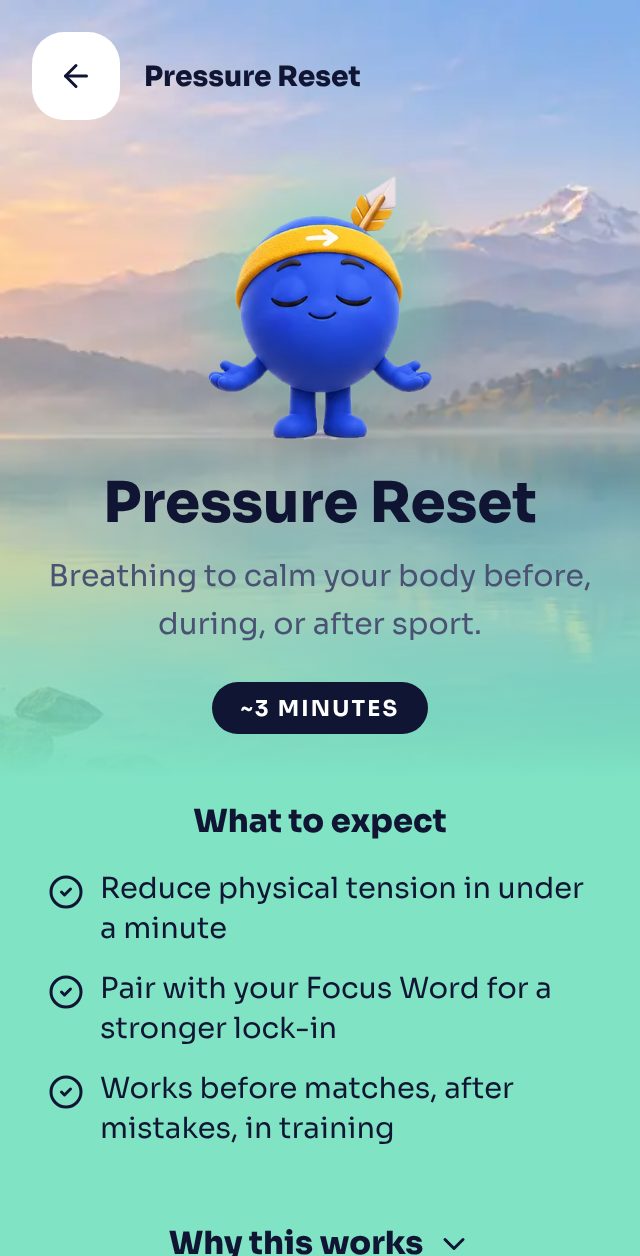 Pressure Reset
Pressure Reset
Breathing to calm your body before,
during, or after sport.
~3 MINUTES
What to expect
Reduce physical tension in under
a minute
Pair with your Focus Word for a
stronger lock-in
Works before matches, after
mistakes, in training
Why this works